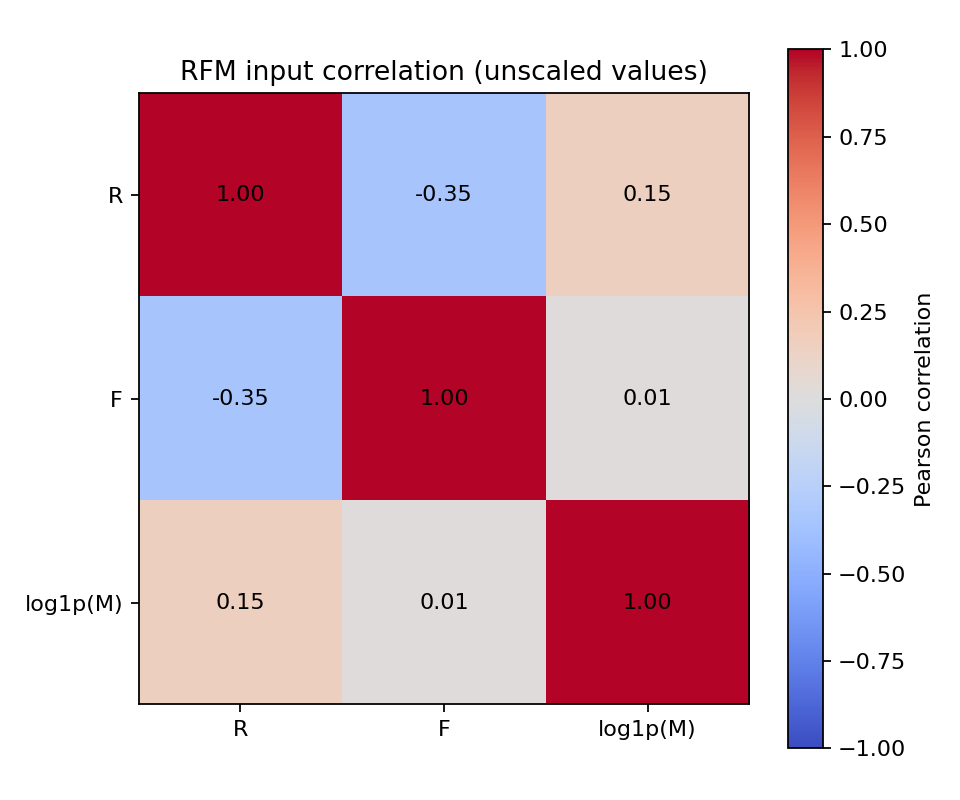 RFM input correlation (unscaled values)
R
1.00
-0.35
0.15
F
-0.35
1.00
0.01
log1p(M)
0.15
0.01
1.00
R
F
log1p(M)
1.00
0.75
0.50
0.25
0.00
−0.25
−0.50
−0.75
−1.00
Pearson correlation